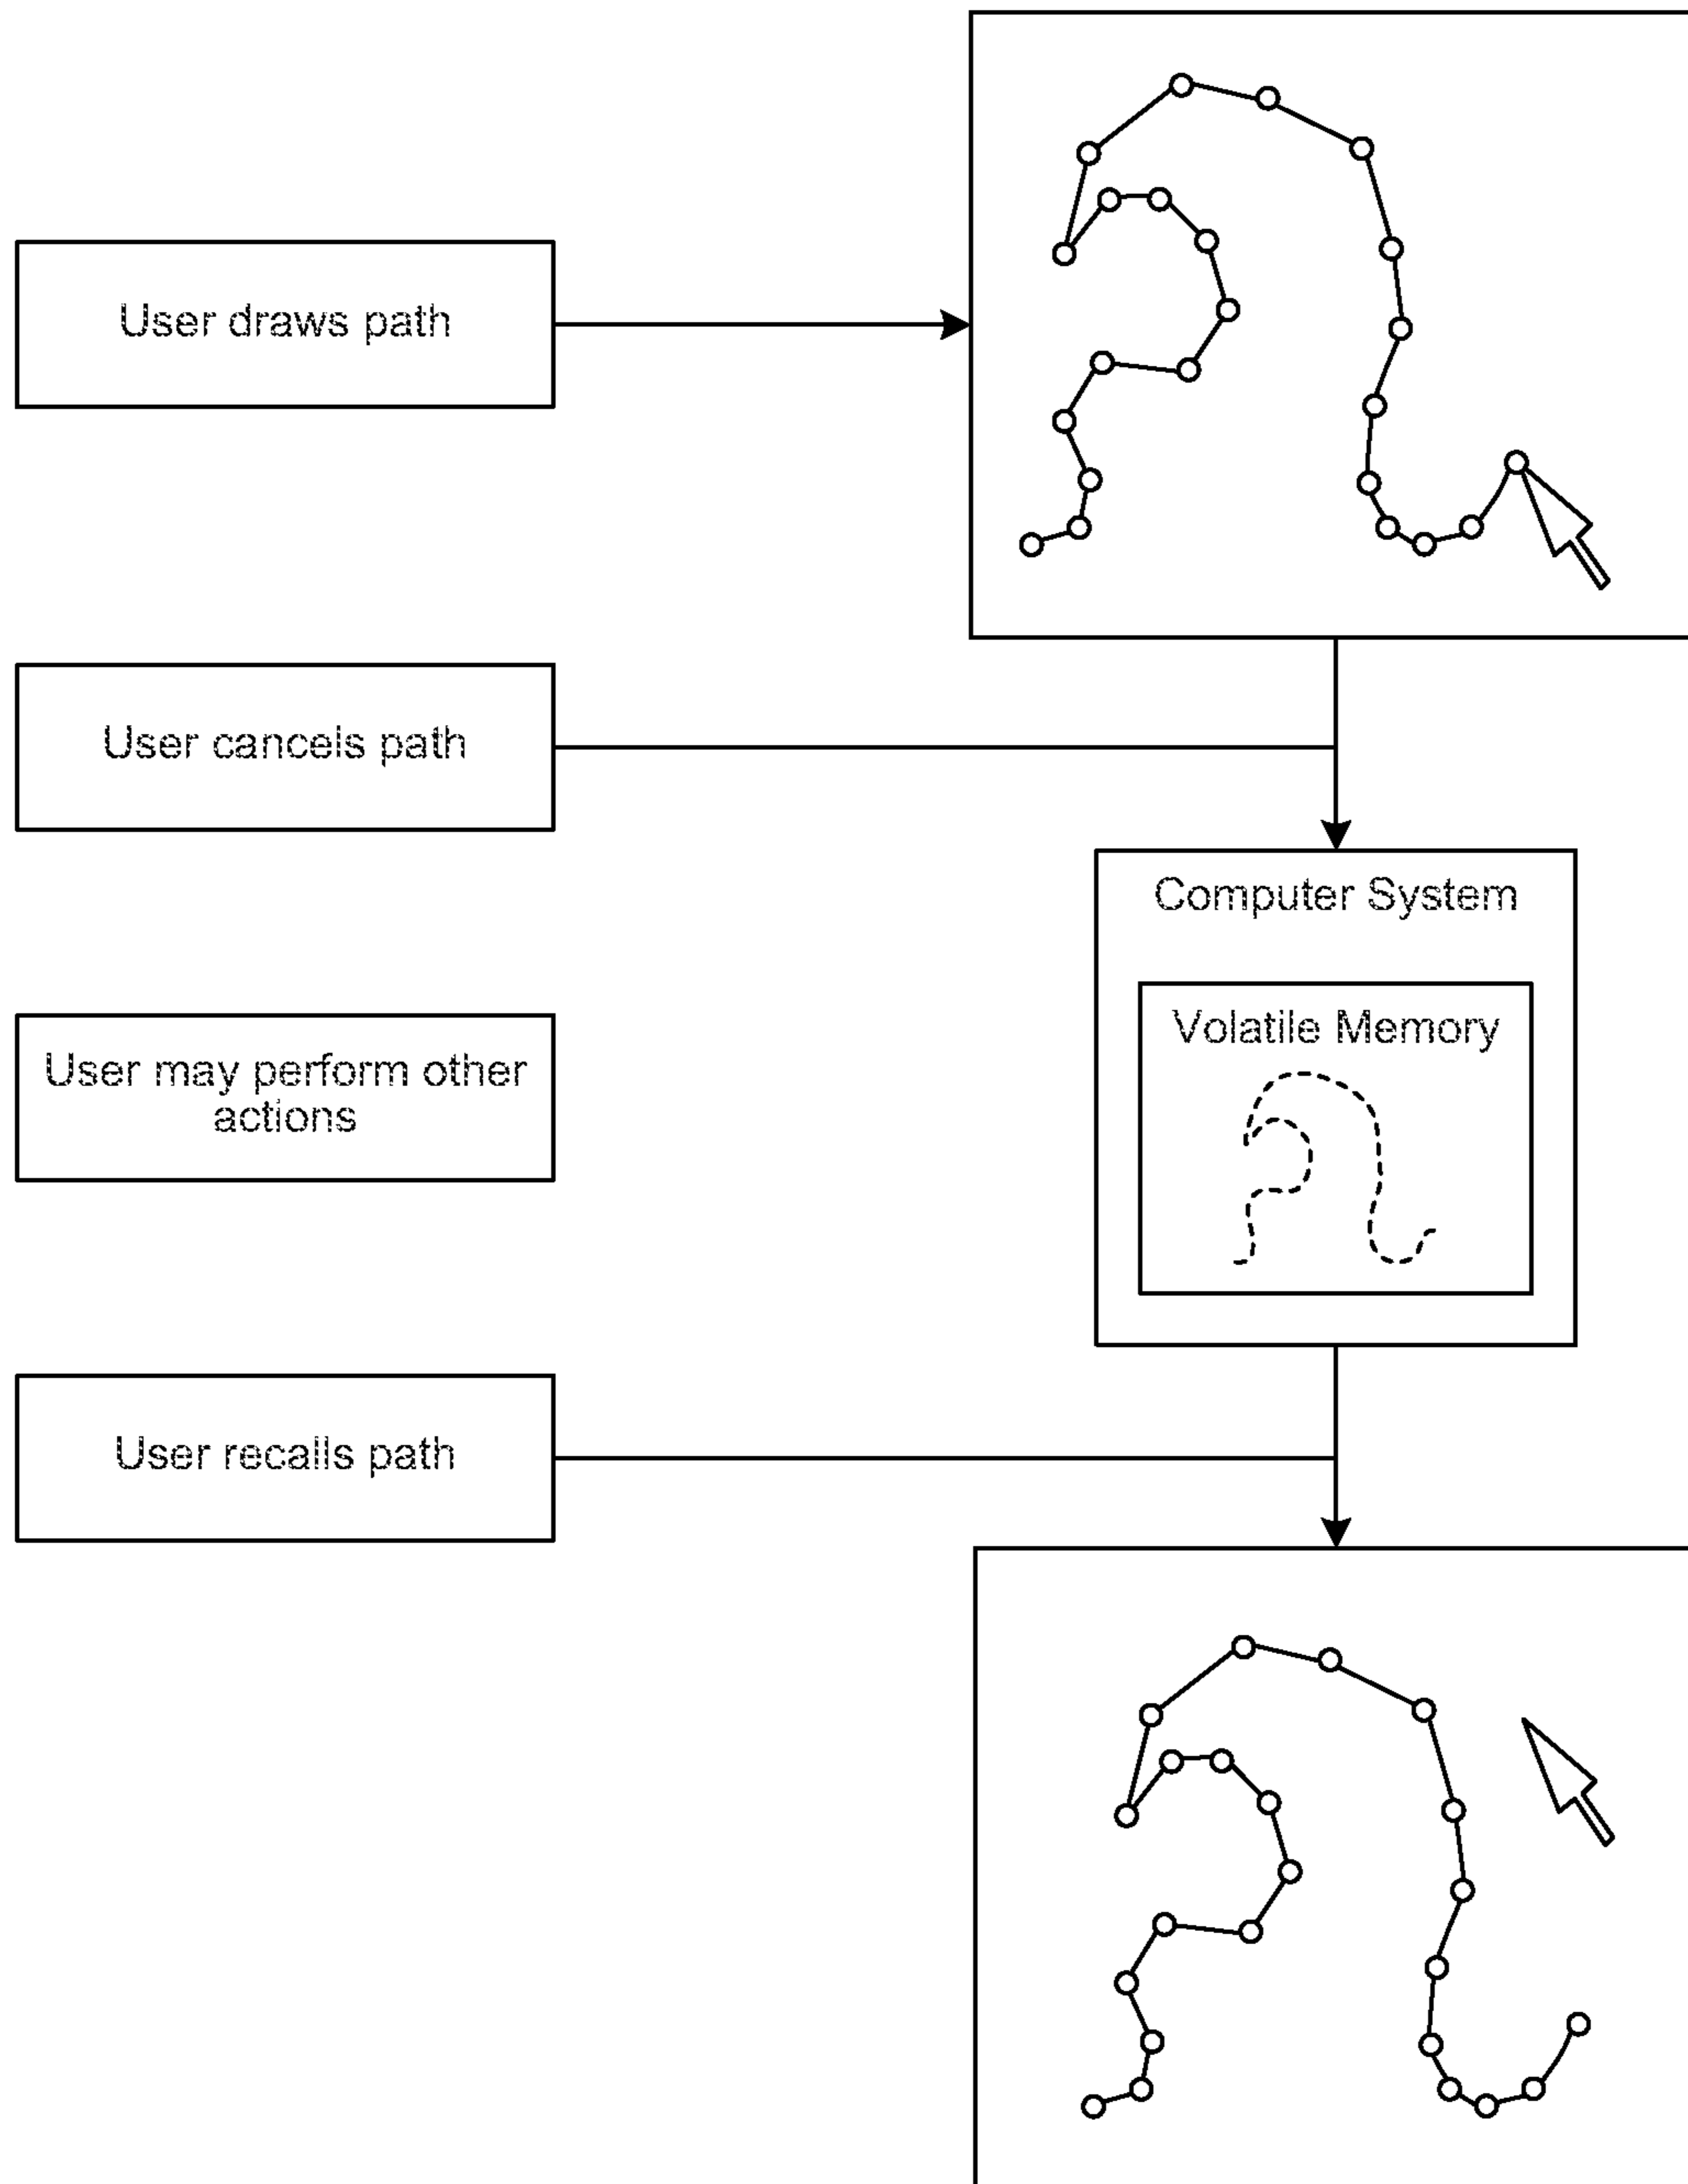 User draws path
User cancels path
Computer System
Volatile Memory
User may perform other
actions
User recalls path